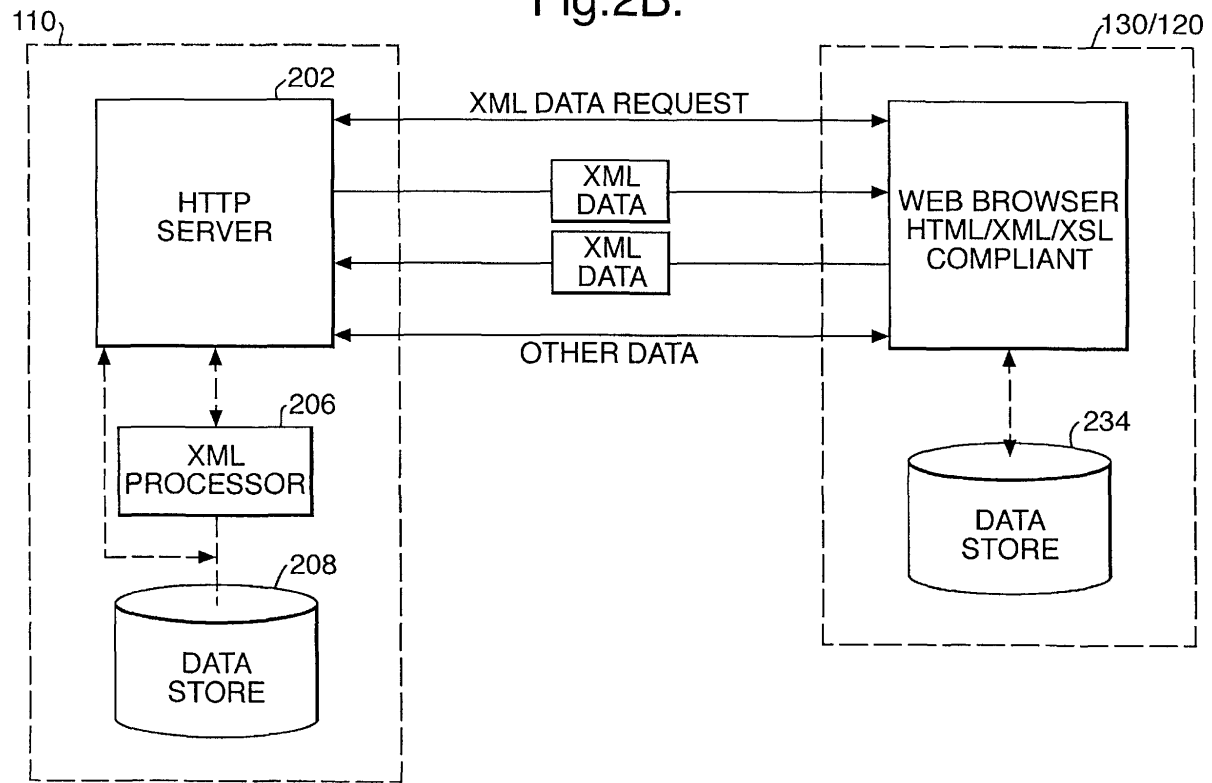 Fig.2B.
110
130/120
202
HTTP
SERVER
XML DATA REQUEST
XML
DATA
XML
DATA
OTHER DATA
WEB BROWSER
HTML/XML/XSL
COMPLIANT
206
XML
PROCESSOR
208
DATA
STORE
234
DATA
STORE